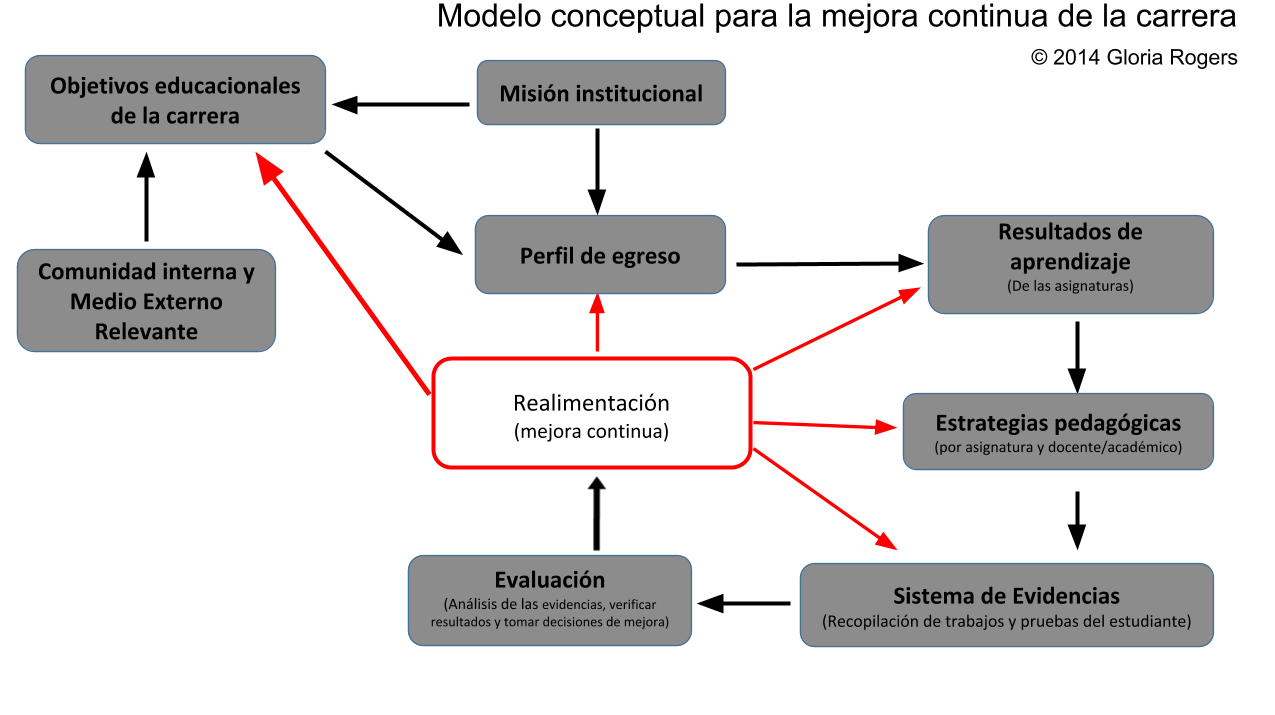 Modelo conceptual para la mejora continua de la carrera
© 2014 Gloria Rogers
Objetivos educacionales
de la carrera
Misión institucional
Comunidad interna y
Medio Externo
Relevante
Perfil de egreso
Resultados de
aprendizaje
(De las asignaturas)
Realimentación
(mejora continua)
Estrategias pedagógicas
(por asignatura y docente/académico)
Evaluación
(Análisis de las evidencias, verificar
resultados y tomar decisiones de mejora)
Sistema de Evidencias
(Recopilación de trabajos y pruebas del estudiante)